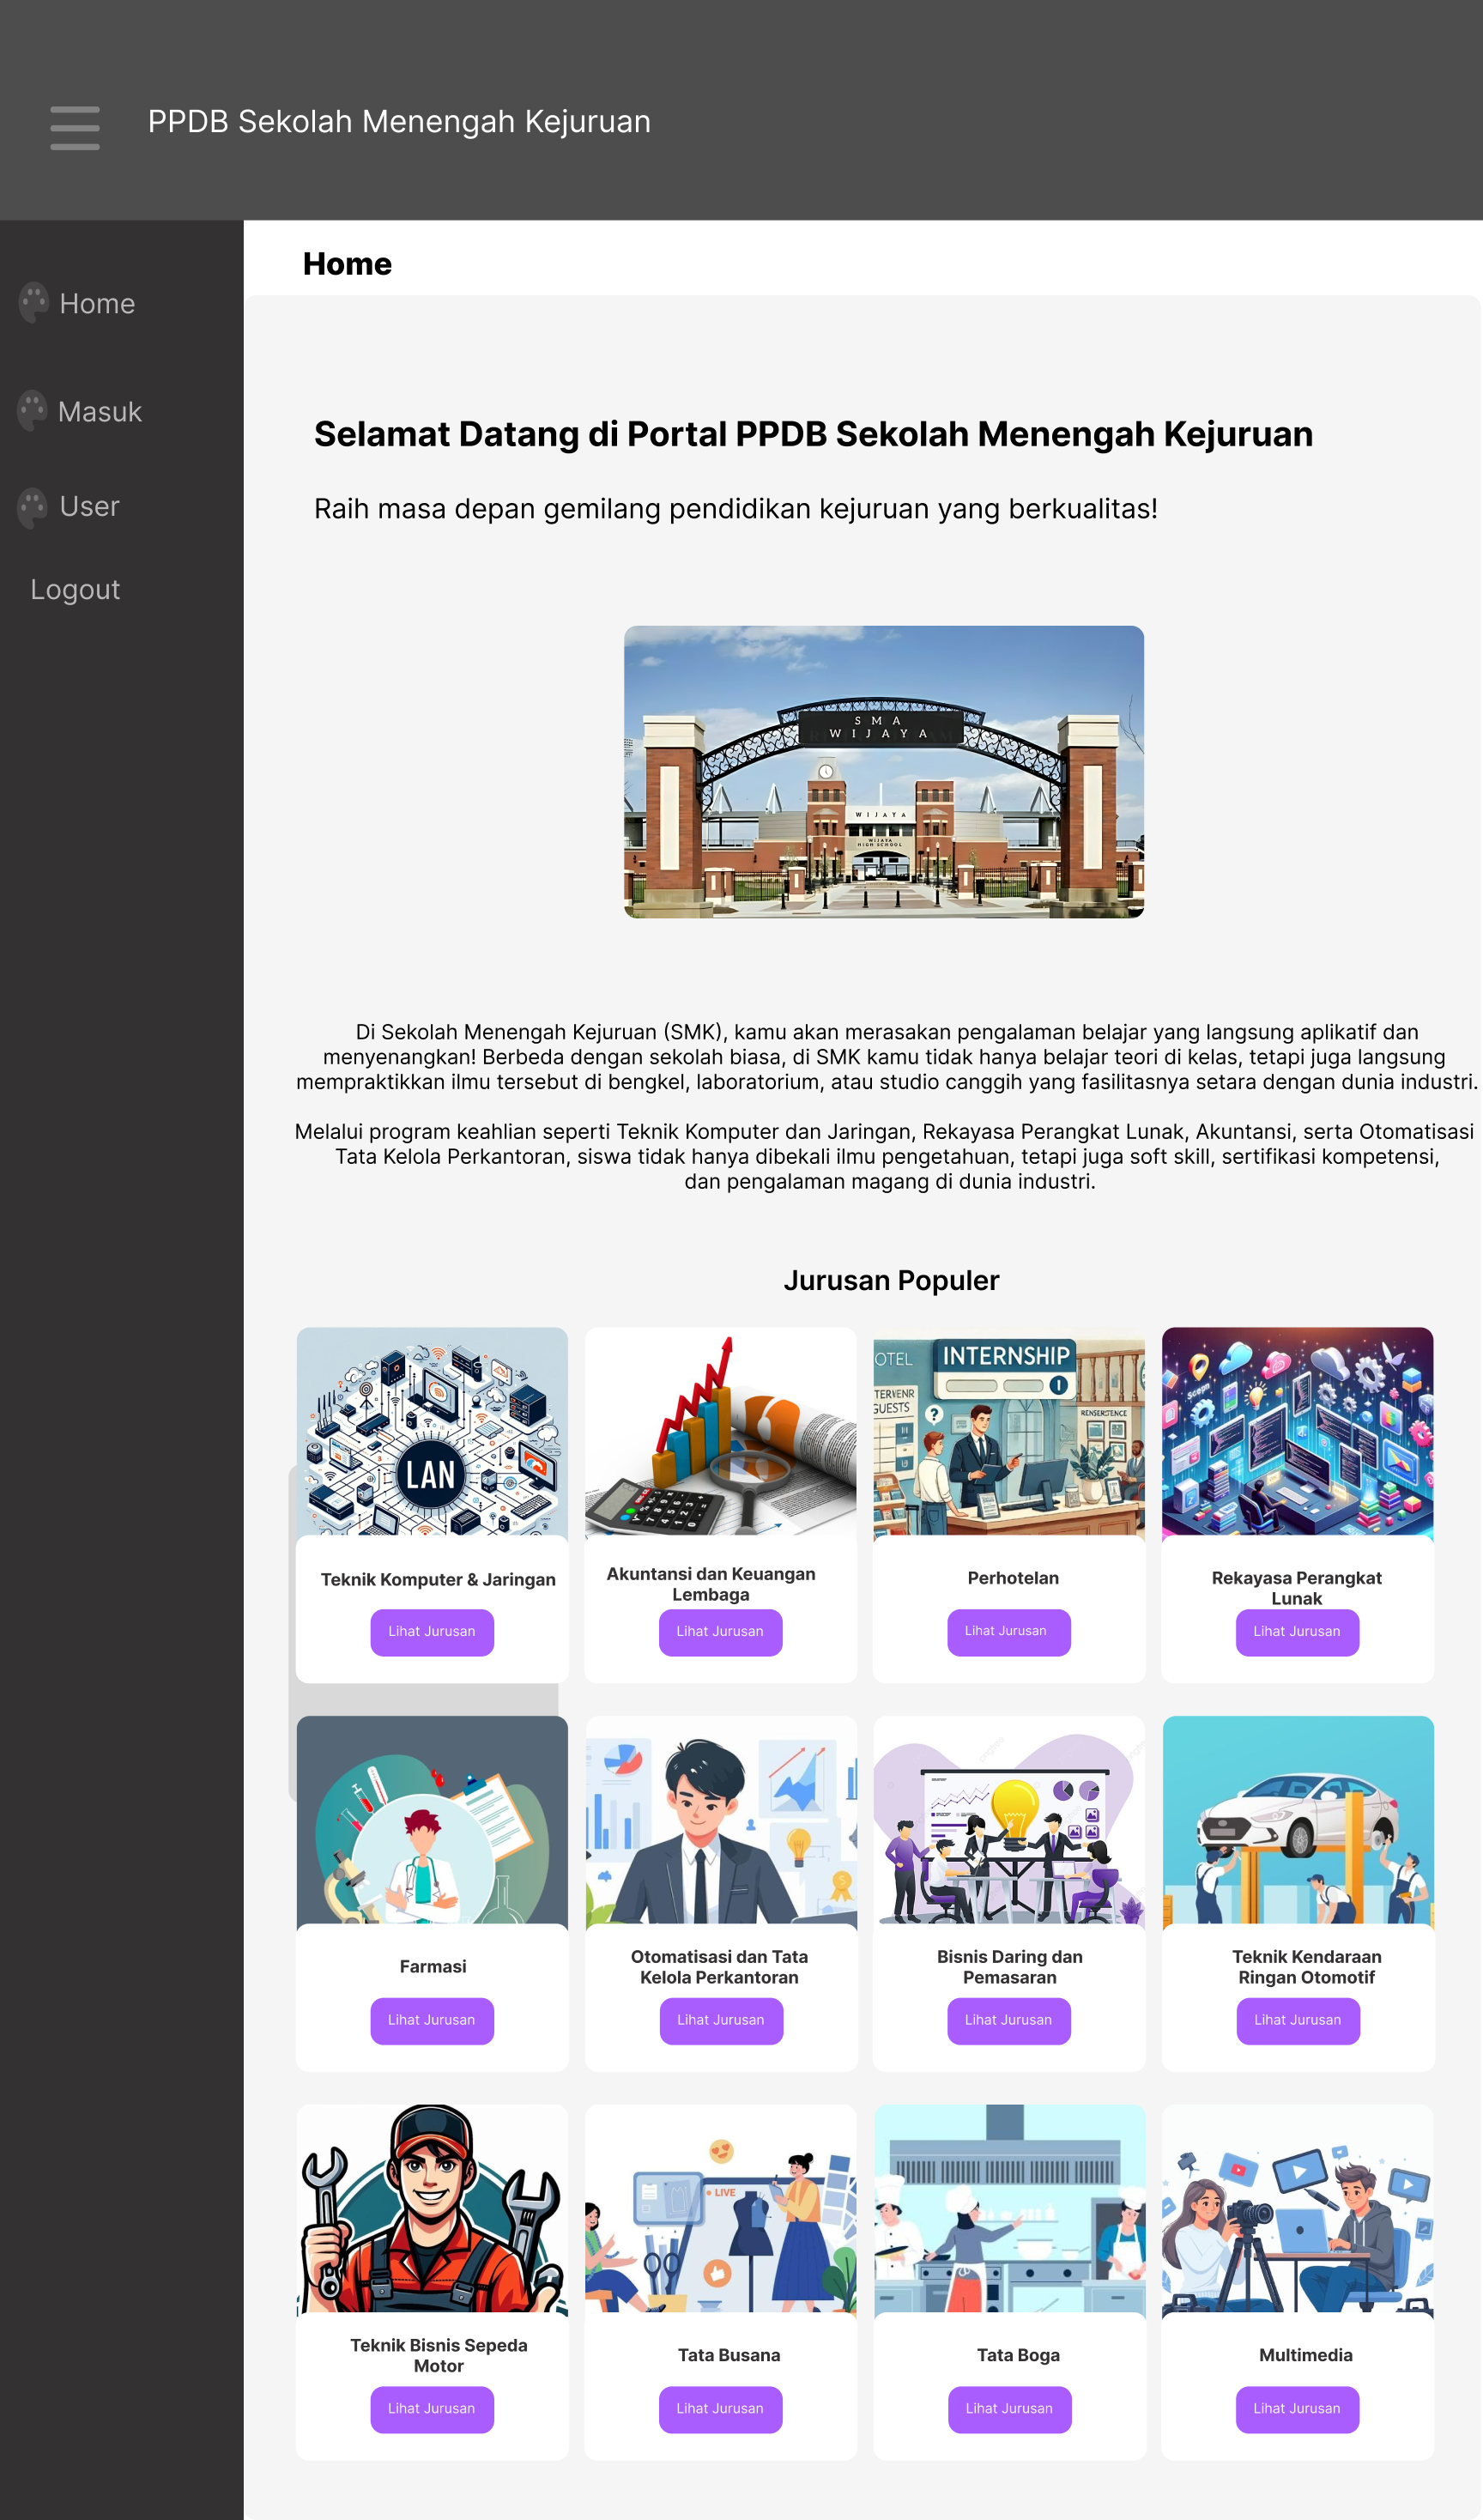 PPDB Sekolah Menengah Kejuruan
Home
Home
Masuk
User
Logout
Selamat Datang di Portal PPDB Sekolah Menengah Kejuruan
Raih masa depan gemilang pendidikan kejuruan yang berkualitas!
SMA
WIJAYA
WIJAYA
WIJAYA
HIGH SCHOOL
Di Sekolah Menengah Kejuruan (SMK), kamu akan merasakan pengalaman belajar yang langsung aplikatif dan
menyenangkan! Berbeda dengan sekolah biasa, di SMK kamu tidak hanya belajar teori di kelas, tetapi juga langsung
mempraktikkan ilmu tersebut di bengkel, laboratorium, atau studio canggih yang fasilitasnya setara dengan dunia industri.
Melalui program keahlian seperti Teknik Komputer dan Jaringan, Rekayasa Perangkat Lunak, Akuntansi, serta Otomatisasi
Tata Kelola Perkantoran, siswa tidak hanya dibekali ilmu pengetahuan, tetapi juga soft skill, sertifikasi kompetensi,
dan pengalaman magang di dunia industri.
Jurusan Populer
LAN
OTEL
INTERNSHIP
GUESTS
Teknik Komputer & Jaringan
Lihat Jurusan
Akuntansi dan Keuangan
Lembaga
Lihat Jurusan
Perhotelan
Lihat Jurusan
Rekayasa Perangkat
Lunak
Lihat Jurusan
Farmasi
Lihat Jurusan
Otomatisasi dan Tata
Kelola Perkantoran
Lihat Jurusan
Bisnis Daring dan
Pemasaran
Lihat Jurusan
Teknik Kendaraan
Ringan Otomotif
Lihat Jurusan
LIVE
Teknik Bisnis Sepeda
Motor
Lihat Jurusan
Tata Busana
Lihat Jurusan
Tata Boga
Lihat Jurusan
Multimedia
Lihat Jurusan